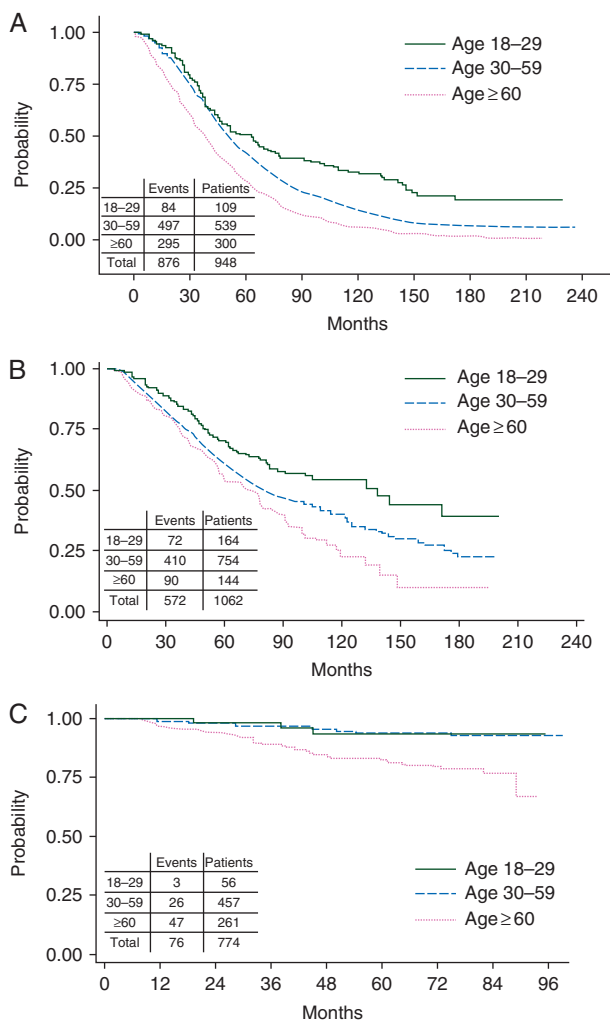 A
1.00
0.75
0.50
0.25
0.00
Probability
Age 18–29
Age 30–59
Age ≥ 60
Events Patients
18–29 84 109
30–59 497 539
≥60 295 300
Total 876 948
0 30 60 90 120 150 180 210 240
Months
B
1.00
0.75
0.50
0.25
0.00
Probability
Age 18–29
Age 30–59
Age ≥ 60
Events Patients
18–29 72 164
30–59 410 754
≥60 90 144
Total 572 1062
0 30 60 90 120 150 180 210 240
Months
C
1.00
0.75
0.50
0.25
0.00
Probability
Events Patients
18–29 3 56
30–59 26 457
≥60 47 261
Total 76 774
Age 18–29
Age 30–59
Age ≥ 60
0 12 24 36 48 60 72 84 96
Months